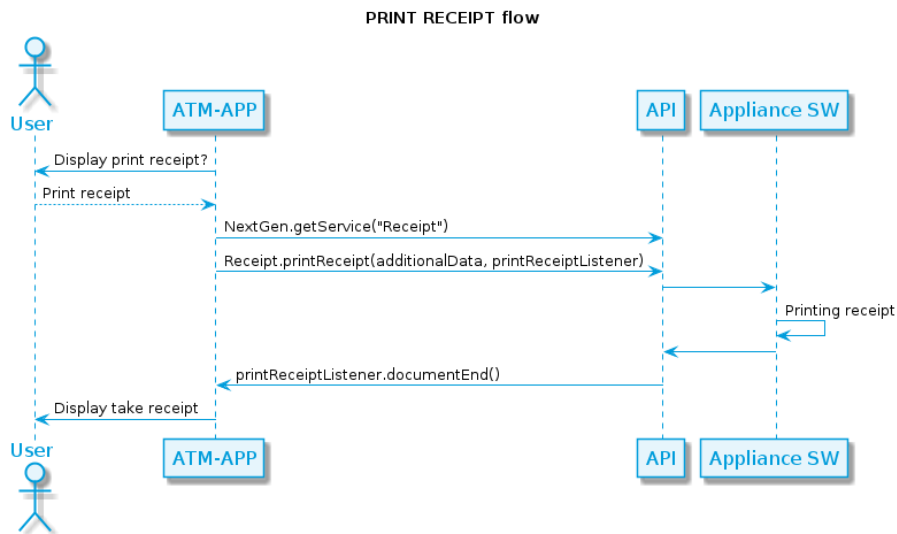 PRINT RECEIPT flow
User
ATM-APP
API
Appliance SW
Display print receipt?
Print receipt
NextGen.getService("Receipt")
Receipt.printReceipt(additionalData, printReceiptListener)
Printing receipt
printReceiptListener.documentEnd()
Display take receipt
User
ATM-APP
API
Appliance SW